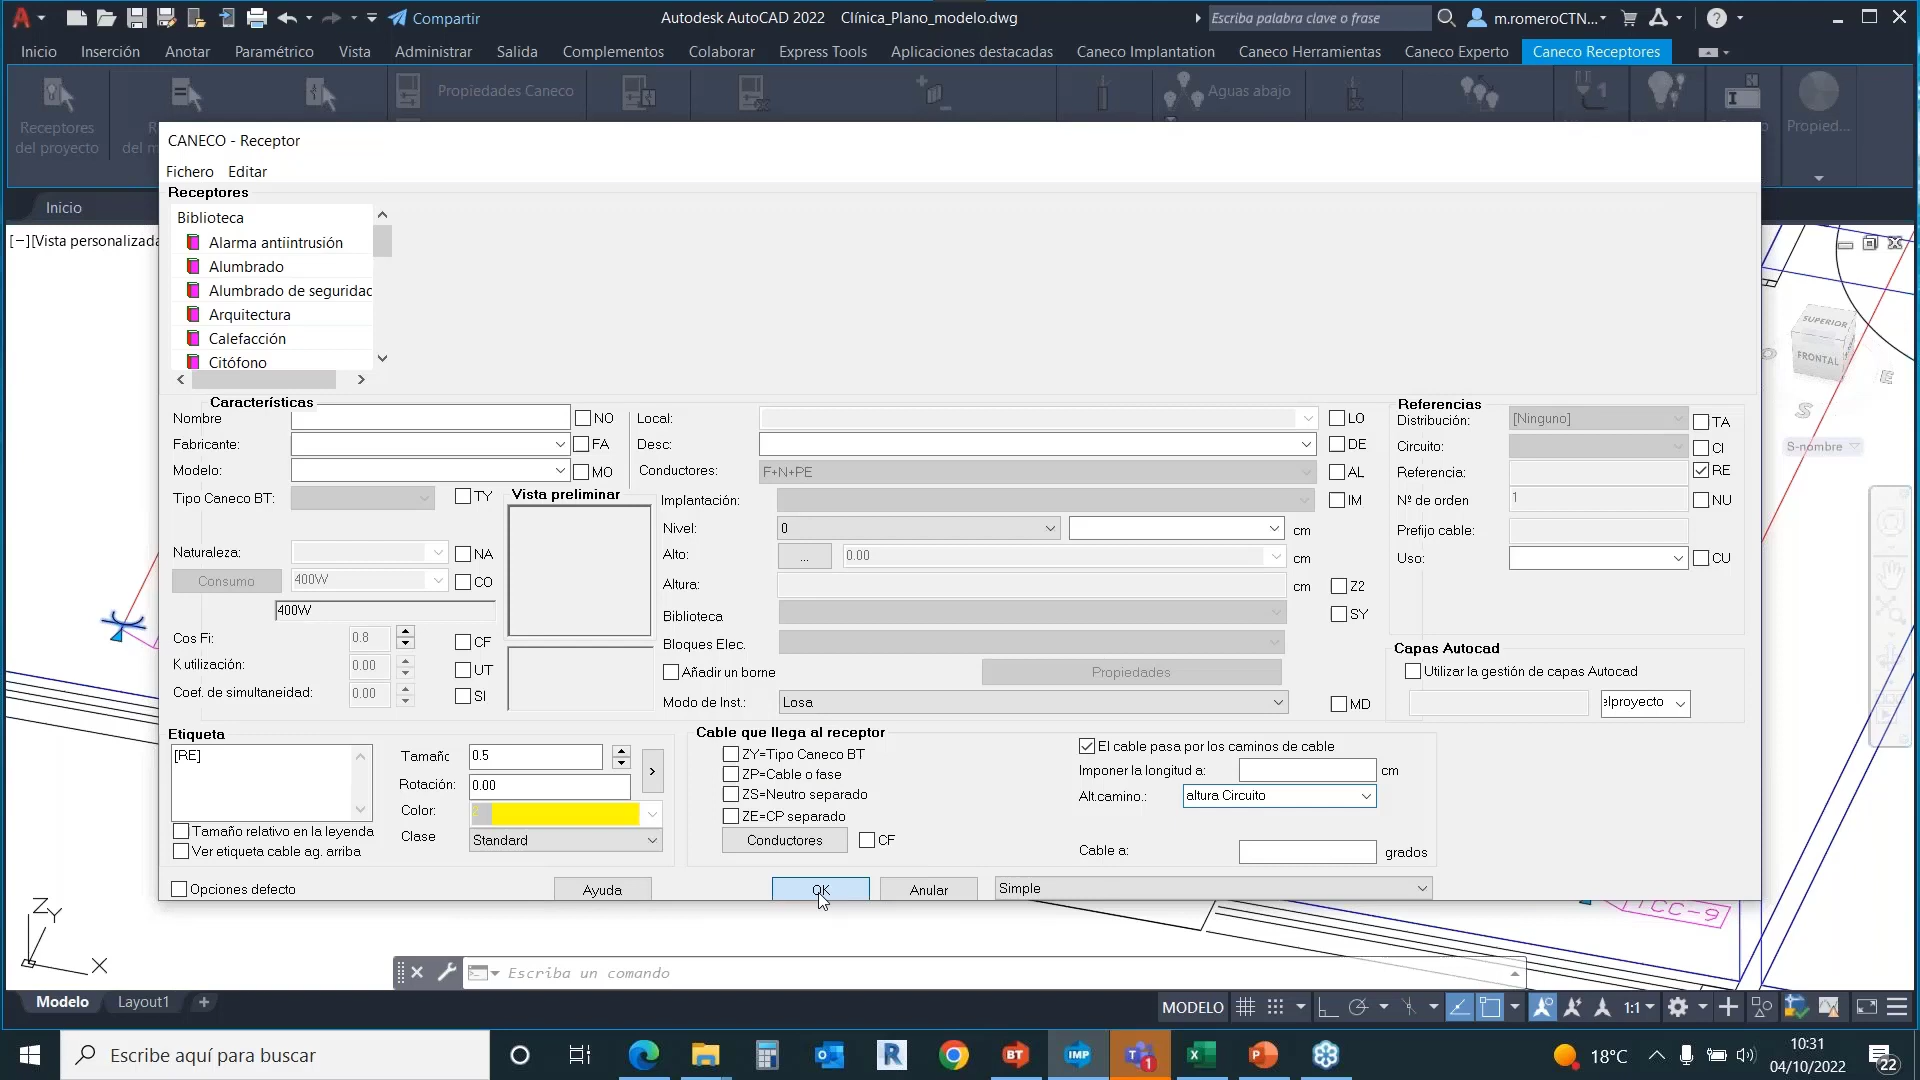 Compartir
Autodesk AutoCAD 2022 Clínica_Plano_modelo.dwg
Escriba palabra clave o frase
m.romeroCTN...
Inicio
Inserción
Anotar
Paramétrico
Vista
Administrar
Salida
Complementos
Colaborar
Express Tools
Aplicaciones destacadas
Caneco Implantation
Caneco Herramientas
Caneco Experto
Caneco Receptores
Propiedades Caneco
Aguas abajo
Receptores
del proyecto
R
del m
Propied...
CANECO - Receptor
Fichero Editar
Inicio
[−][Vista personalizada
Receptores
Biblioteca
Alarma antiintrusión
Alumbrado
Alumbrado de seguridad
Arquitectura
Calefacción
Citófono
Características
Nombre
NO
Fabricante:
FA
Modelo:
MO
Tipo Caneco BT:
TY
Vista preliminar
Naturaleza:
NA
Consumo
400W
CO
400W
Cos Fi:
0.8
CF
K utilización:
0.00
UT
Coef. de simultaneidad:
0.00
SI
Local:
LO
Desc:
DE
Conductores:
F+N+PE
AL
Implantación:
IM
Nivel:
0
cm
Alto:
...
0.00
cm
Altura:
cm
Z2
Biblioteca
SY
Bloques Elec.
Añadir un borne
Propiedades
Modo de Inst.:
Losa
MD
Referencias
Distribución:
[Ninguno]
TA
Circuito:
CI
Referencia:
RE
Nº de orden
1
NU
Prefijo cable:
Uso:
CU
Capas Autocad
Utilizar la gestión de capas Autocad
elproyecto
Etiqueta
[RE]
Tamañc
0.5
Rotación:
0.00
Color:
Clase
Standard
Tamaño relativo en la leyenda
Ver etiqueta cable ag. arriba
Cable que llega al receptor
ZY=Tipo Caneco BT
ZP=Cable o fase
ZS=Neutro separado
ZE=CP separado
Conductores
CF
El cable pasa por los caminos de cable
Imponer la longitud a:
cm
Alt.camino.:
altura Circuito
Cable a:
grados
Opciones defecto
Ayuda
OK
Anular
Simple
SUPERIOR
FRONTAL
O
E
S
S-nombre
TCC-9
Z
Y
X
Escriba un comando
Modelo
Layout1
MODELO
1:1
Escribe aquí para buscar
BT
IMP
1
18°C
10:31
04/10/2022
22